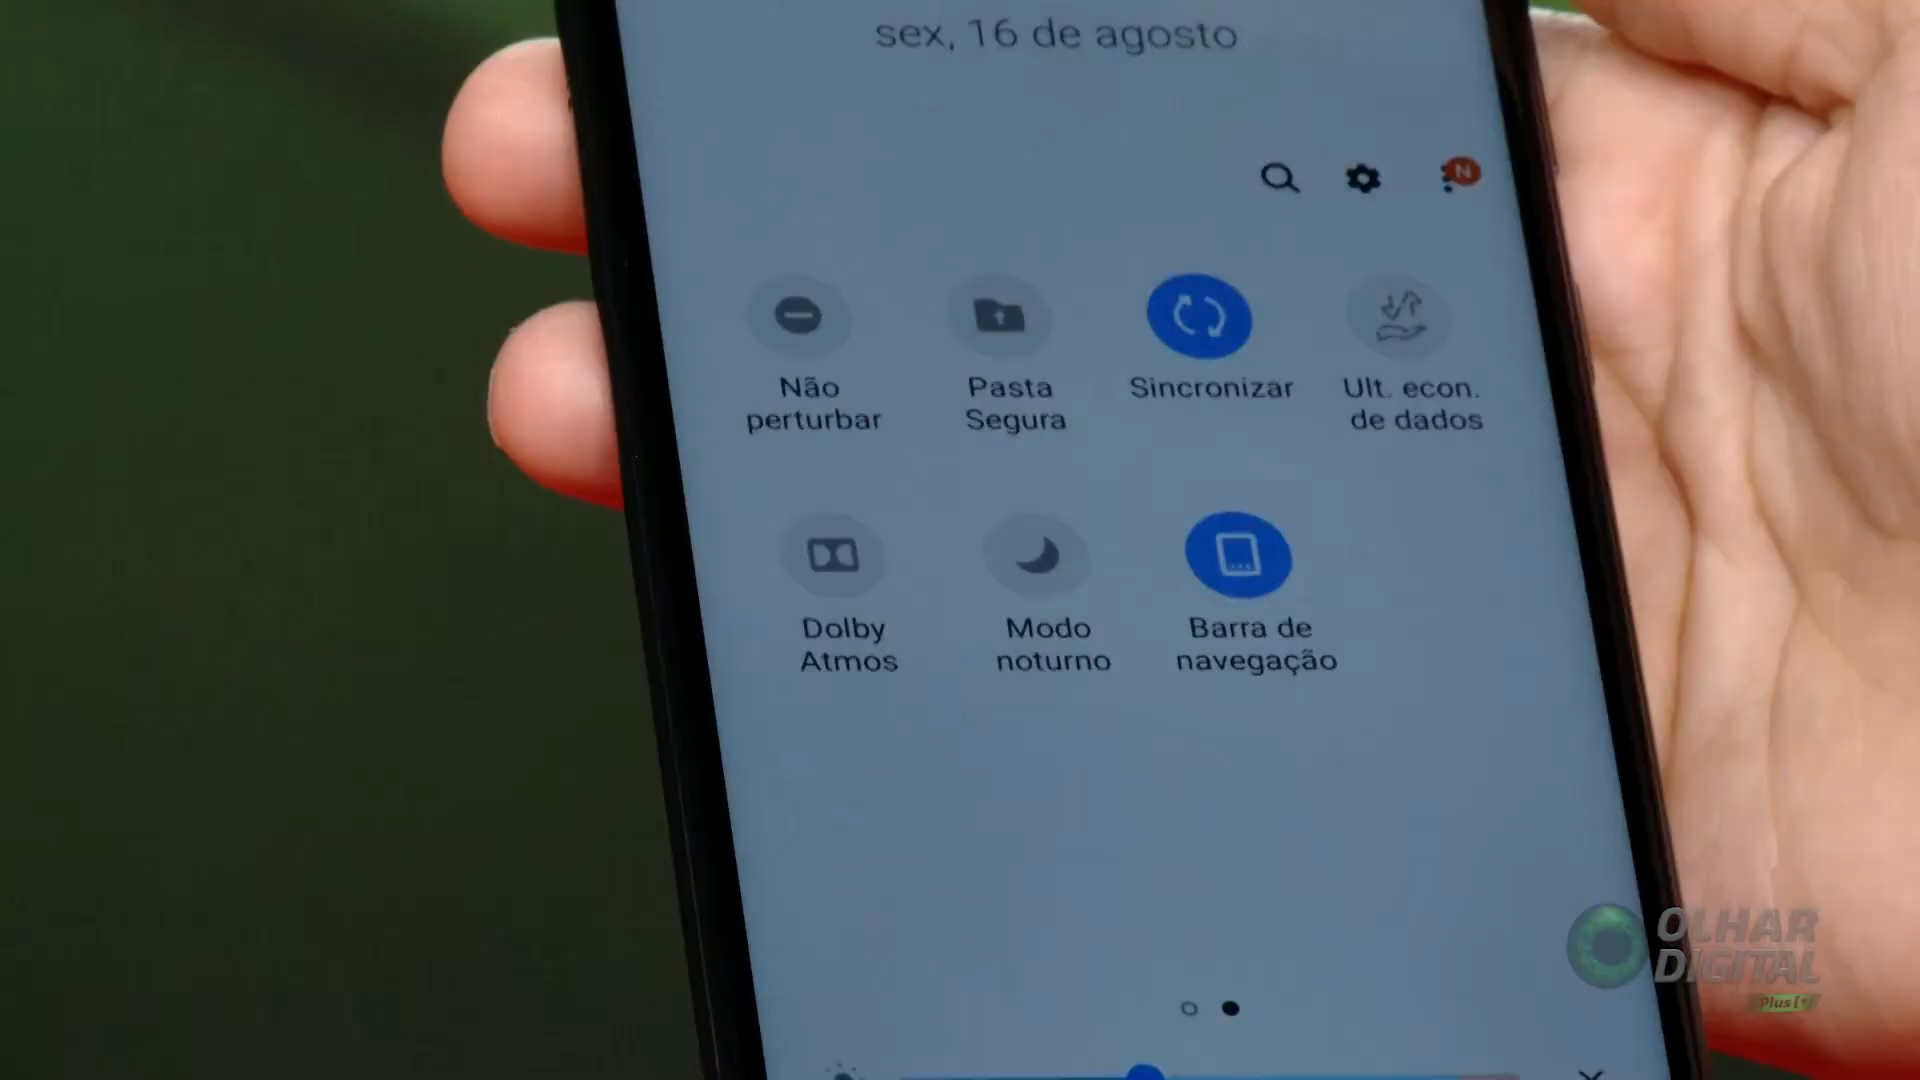 sex, 16 de agosto
N
Não
perturbar
Pasta
Segura
Sincronizar
Ult. econ.
de dados
Dolby
Atmos
Modo
noturno
Barra de
navegação
OLHAR
DIGITAL
Plus [+]